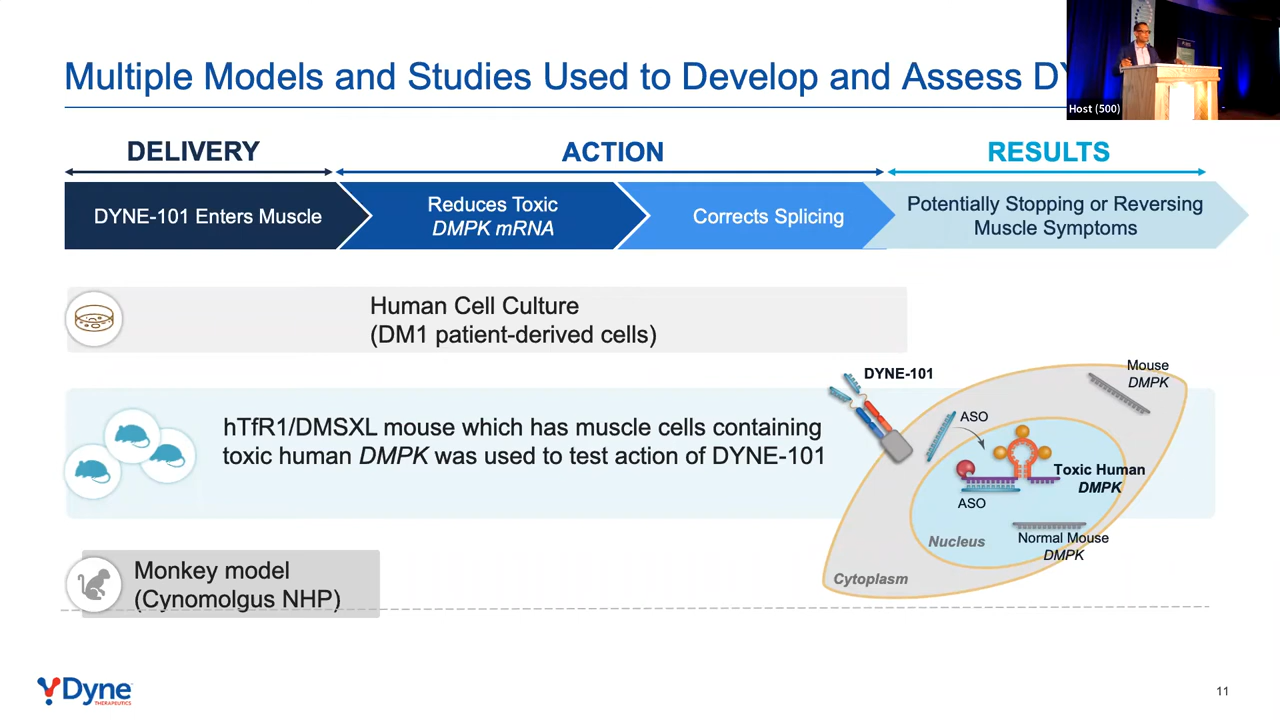 Multiple Models and Studies Used to Develop and Assess DY
Host (500)
DELIVERY
ACTION
RESULTS
DYNE-101 Enters Muscle
Reduces Toxic
DMPK mRNA
Corrects Splicing
Potentially Stopping or Reversing
Muscle Symptoms
Human Cell Culture
(DM1 patient-derived cells)
hTfR1/DMSXL mouse which has muscle cells containing
toxic human DMPK was used to test action of DYNE-101
DYNE-101
Mouse
DMPK
ASO
Toxic Human
DMPK
ASO
Nucleus
Normal Mouse
DMPK
Cytoplasm
Monkey model
(Cynomolgus NHP)
Dyne
THERAPEUTICS
11